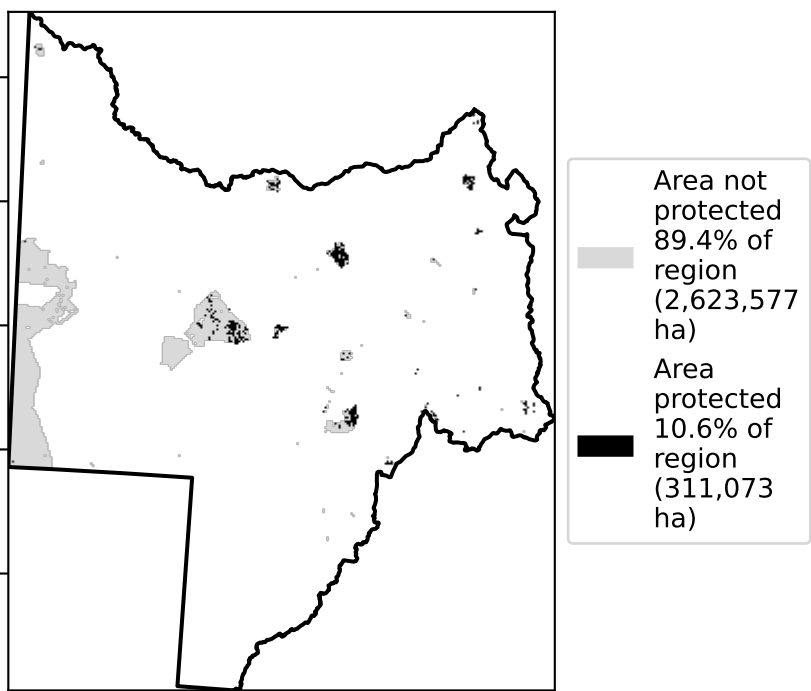 Area not
protected
89.4% of
region
(2,623,577
ha)
Area
protected
10.6% of
region
(311,073
ha)